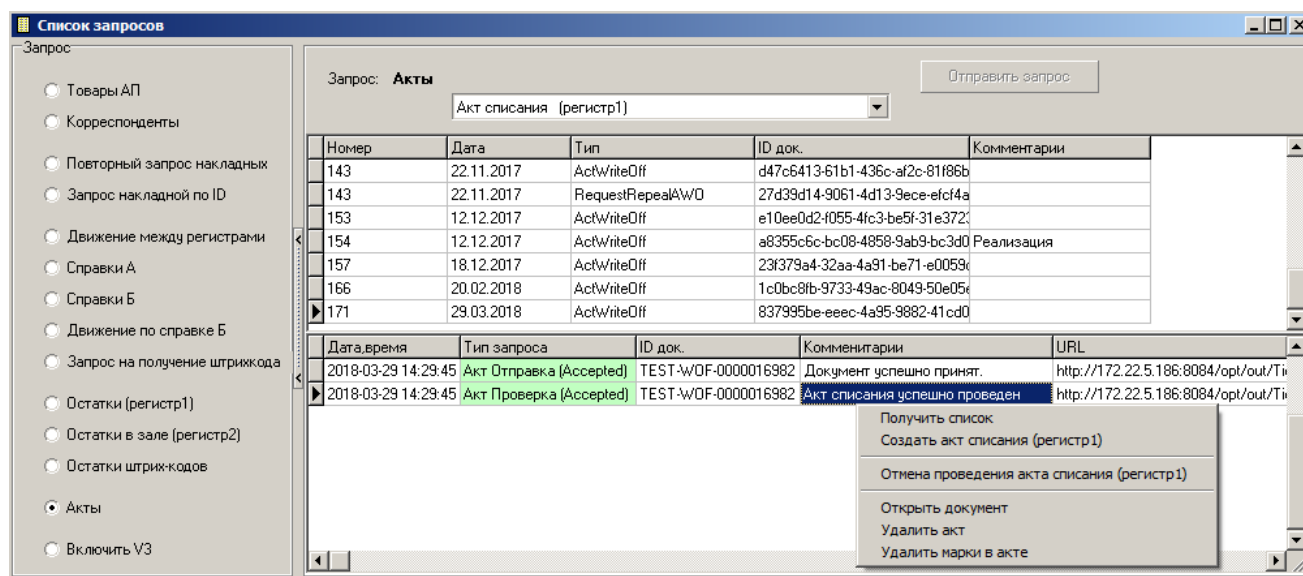 Список запросов
Запрос
Товары АП
Корреспонденты
Повторный запрос накладных
Запрос накладной по ID
Движение между регистрами
Справки А
Справки Б
Движение по справке Б
Запрос на получение штрихкода
Остатки (регистр1)
Остатки в зале (регистр2)
Остатки штрих-кодов
Акты
Включить V3
Запрос: Акты
Отправить запрос
Акт списания (регистр1)
Номер Дата Тип ID док. Комментарии
143 22.11.2017 ActWriteOff d47c6413-61b1-436c-af2c-81f86b
143 22.11.2017 RequestRepealAWO 27d39d14-9061-4d13-9ece-efcf4a
153 12.12.2017 ActWriteOff e10ee0d2-f055-4fc3-be5f-31e372
154 12.12.2017 ActWriteOff a8355c6c-bc08-4858-9ab9-bc3d0 Реализация
157 18.12.2017 ActWriteOff 23f379a4-32aa-4a91-be71-e0059
166 20.02.2018 ActWriteOff 1c0bc8fb-9733-49ac-8049-50e05
171 29.03.2018 ActWriteOff 837995be-eeec-4a95-9882-41cd0
Дата,время Тип запроса ID док. Комменитарии URL
2018-03-29 14:29:45 Акт Отправка (Accepted) TEST-WOF-0000016982 Документ успешно принят. http://172.22.5.186:8084/opt/out/Ti
2018-03-29 14:29:45 Акт Проверка (Accepted) TEST-WOF-0000016982 Акт списания успешно проведен http://172.22.5.186:8084/opt/out/Ti
Получить список
Создать акт списания (регистр1)
Отмена проведения акта списания (регистр1)
Открыть документ
Удалить акт
Удалить марки в акте